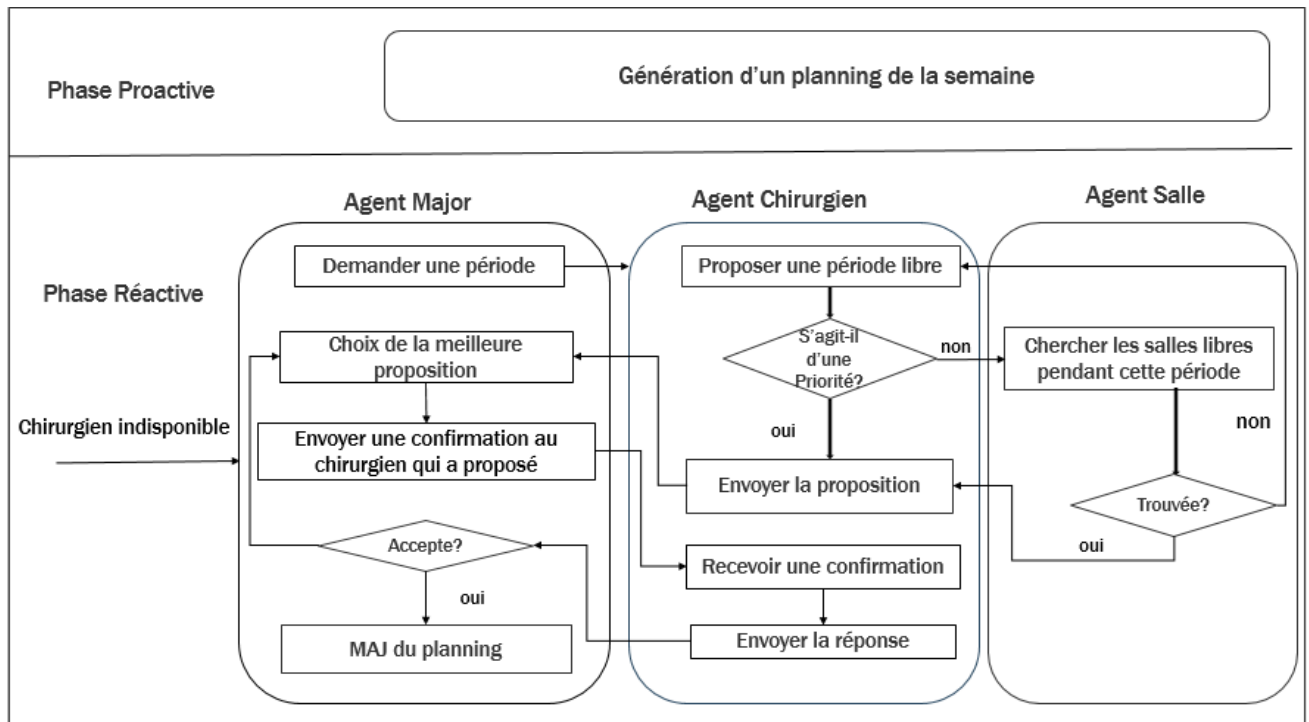 Génération d'un planning de la semaine
Phase Proactive
Agent Major
Agent Chirurgien
Agent Salle
Demander une période
Proposer une période libre
Phase Réactive
Choix de la meilleure
proposition
S'agit-il
d'une
Priorité?
non
Chercher les salles libres
pendant cette période
Chirurgien indisponible
Envoyer une confirmation au
chirurgien qui a proposé
oui
non
Envoyer la proposition
Trouvée?
oui
Accepte?
Recevoir une confirmation
oui
MAJ du planning
Envoyer la réponse